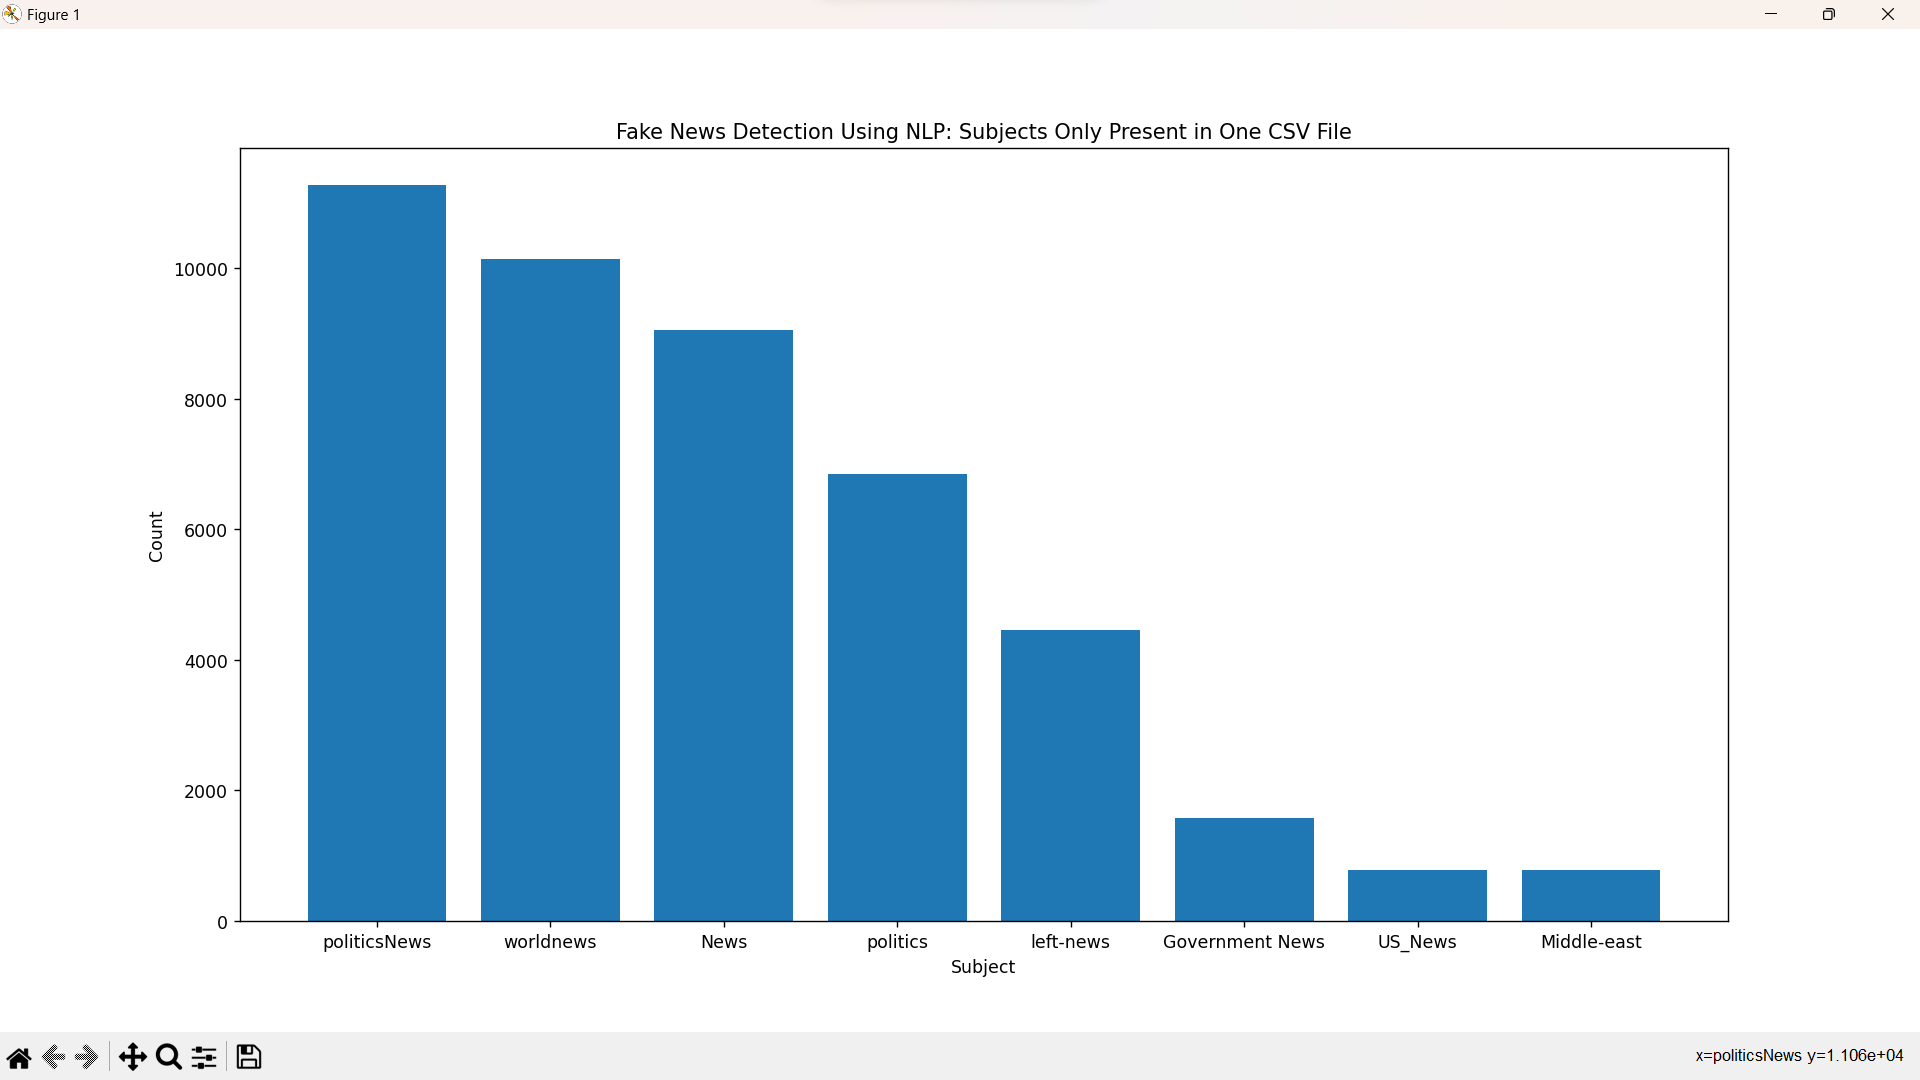 Figure 1
Fake News Detection Using NLP: Subjects Only Present in One CSV File
10000
8000
6000
4000
2000
0
Count
politicsNews worldnews News politics left-news Government News US_News Middle-east
Subject
x=politicsNews y=1.106e+04